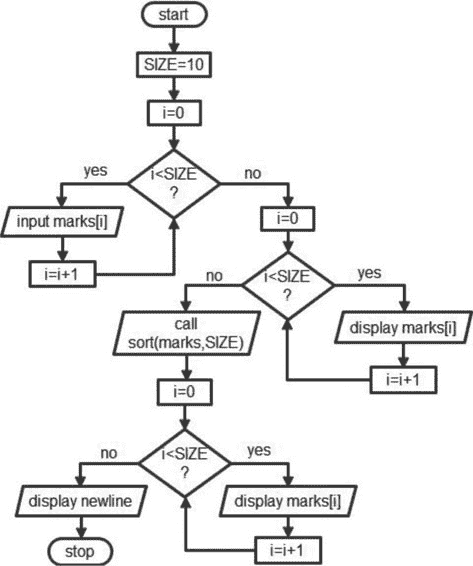 start
SIZE=10
i=0
i<SIZE
?
yes
no
input marks[i]
i=i+1
i=0
i<SIZE
?
no
yes
call
sort(marks,SIZE)
display marks[i]
i=i+1
i=0
i<SIZE
?
no
yes
display newline
display marks[i]
stop
i=i+1